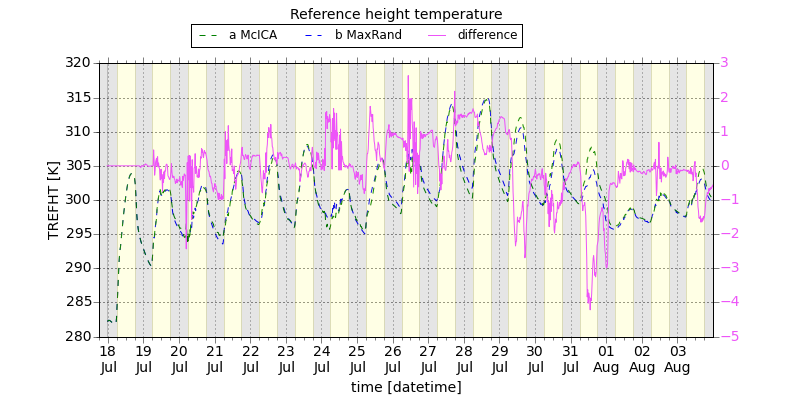 Reference height temperature
a McICA b MaxRand difference
320 3
315 2
310 1
305 0
300 −1
295 −2
290 −3
285 −4
280 −5
TREFHT [K]
18 19 20 21 22 23 24 25 26 27 28 29 30 31 01 02 03
Jul Jul Jul Jul Jul Jul Jul Jul Jul Jul Jul Jul Jul Jul Aug Aug Aug
time [datetime]